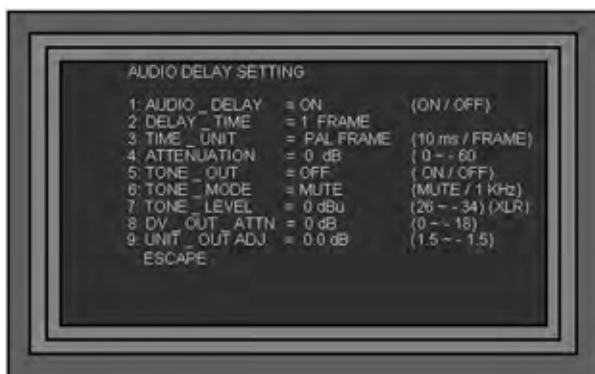 AUDIO DELAY SETTING
1: AUDIO _ DELAY = ON (ON / OFF)
2: DELAY _ TIME = 1 FRAME
3: TIME _ UNIT = PAL FRAME (10 ms / FRAME)
4: ATTENUATION = 0 dB ( 0 ~ - 60
5: TONE _ OUT = OFF ( ON / OFF)
6: TONE _ MODE = MUTE (MUTE / 1 KHz)
7: TONE _ LEVEL = 0 dBu (26 ~ - 34) (XLR)
8: DV _ OUT _ ATTN = 0 dB (0 ~ - 18)
9: UNIT _ OUT ADJ. = 0.0 dB (1.5 ~ - 1.5)
ESCAPE